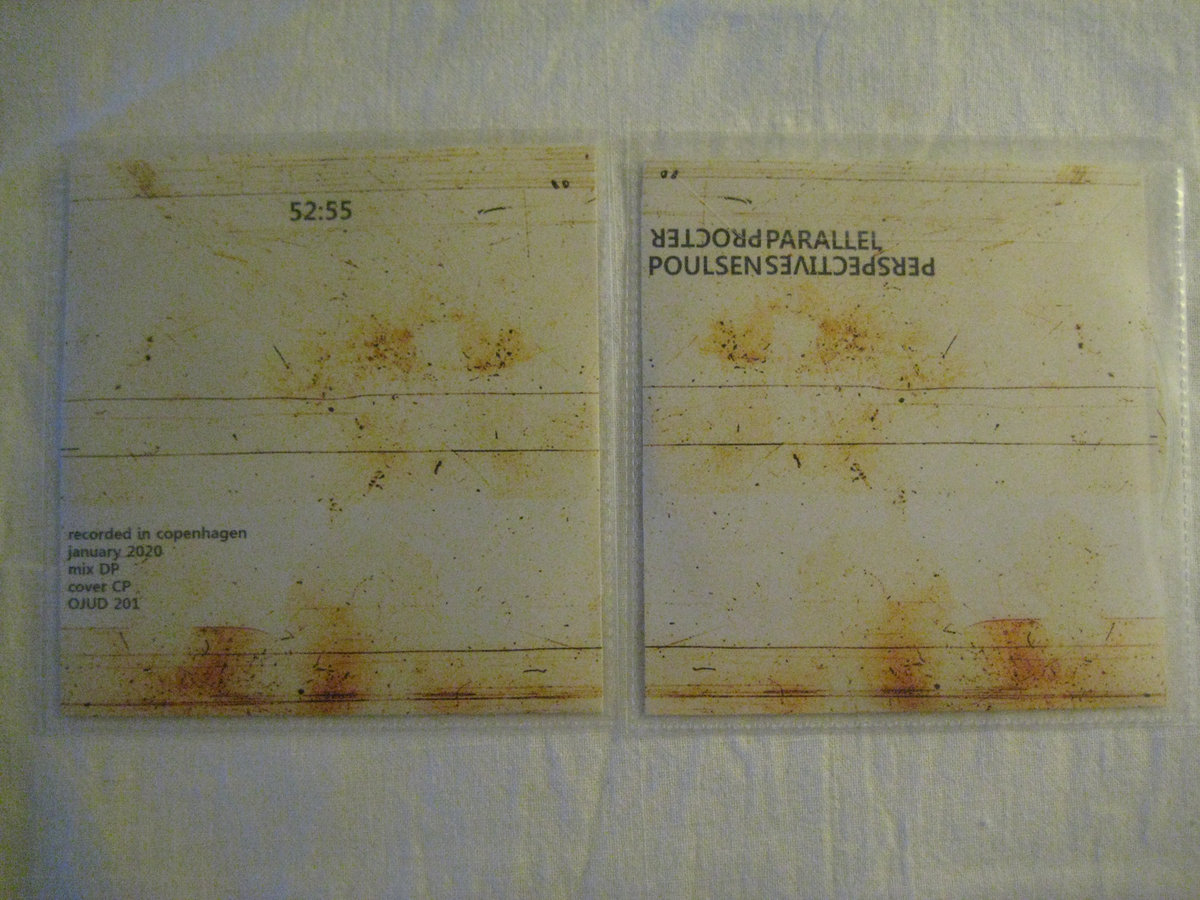 52:55
recorded in copenhagen
january 2020
mix DP
cover CP
OJUD 201
PROCTER PARALLEL
POULSEN PERSPECTIVES